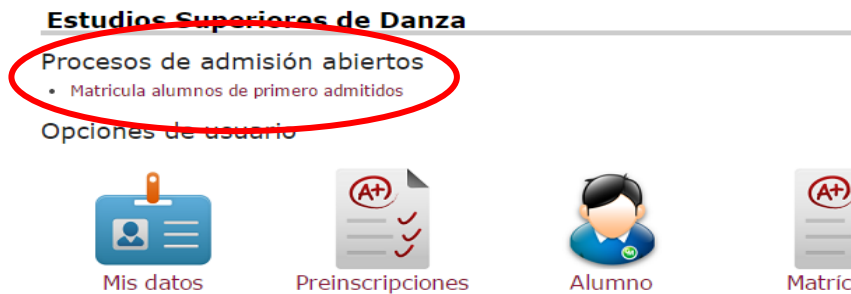 Estudios Superiores de Danza
Procesos de admisión abiertos
• Matricula alumnos de primero admitidos
Opciones de usuario
A+ A+
Mis datos Preinscripciones Alumno